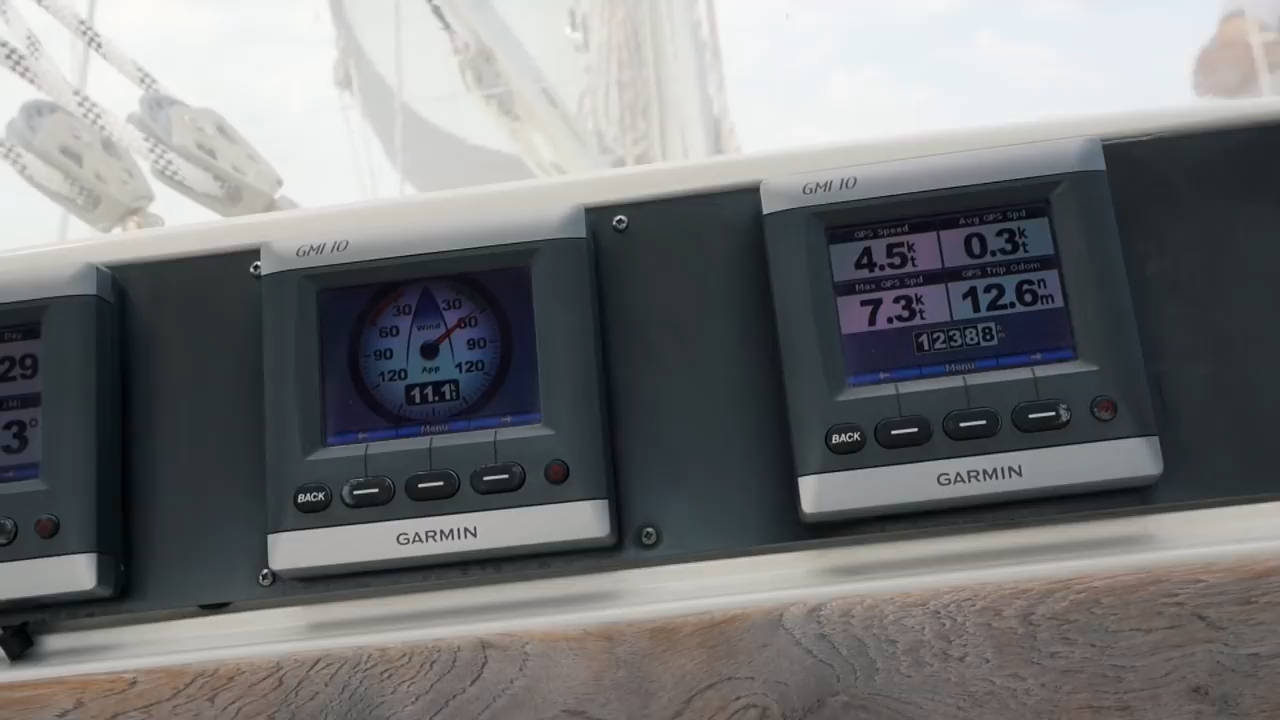 29
3°
GMI 10
30 30
60 60
Wind
90 90
120 120
App
11.1
Menu
BACK
GARMIN
GMI 10
GPS Speed Avg GPS Spd
4.5kt 0.3kt
Max GPS Spd GPS Trip Odom
7.3kt 12.6nm
12388
Menu
BACK
GARMIN